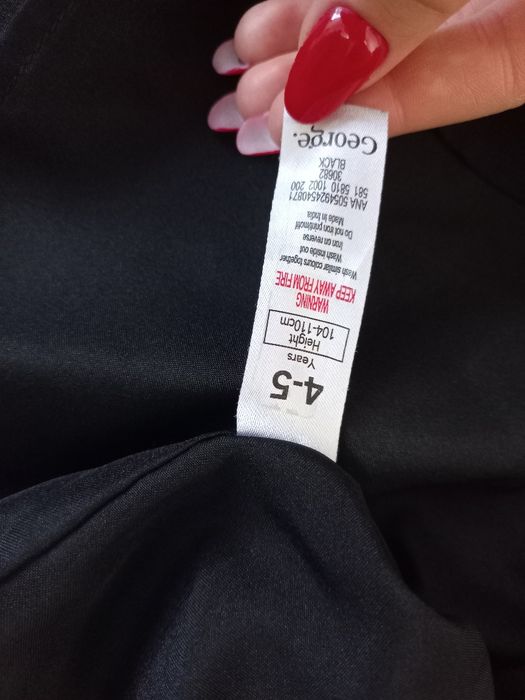 George.
BLACK
30682
581 5810 1002 200
ANA 5054924540871
Made in India
Do not iron print/motif
Iron on reverse
Wash inside out
Wash similar colours together
KEEP AWAY FROM FIRE
WARNING
104-110cm
Height
Years
4-5